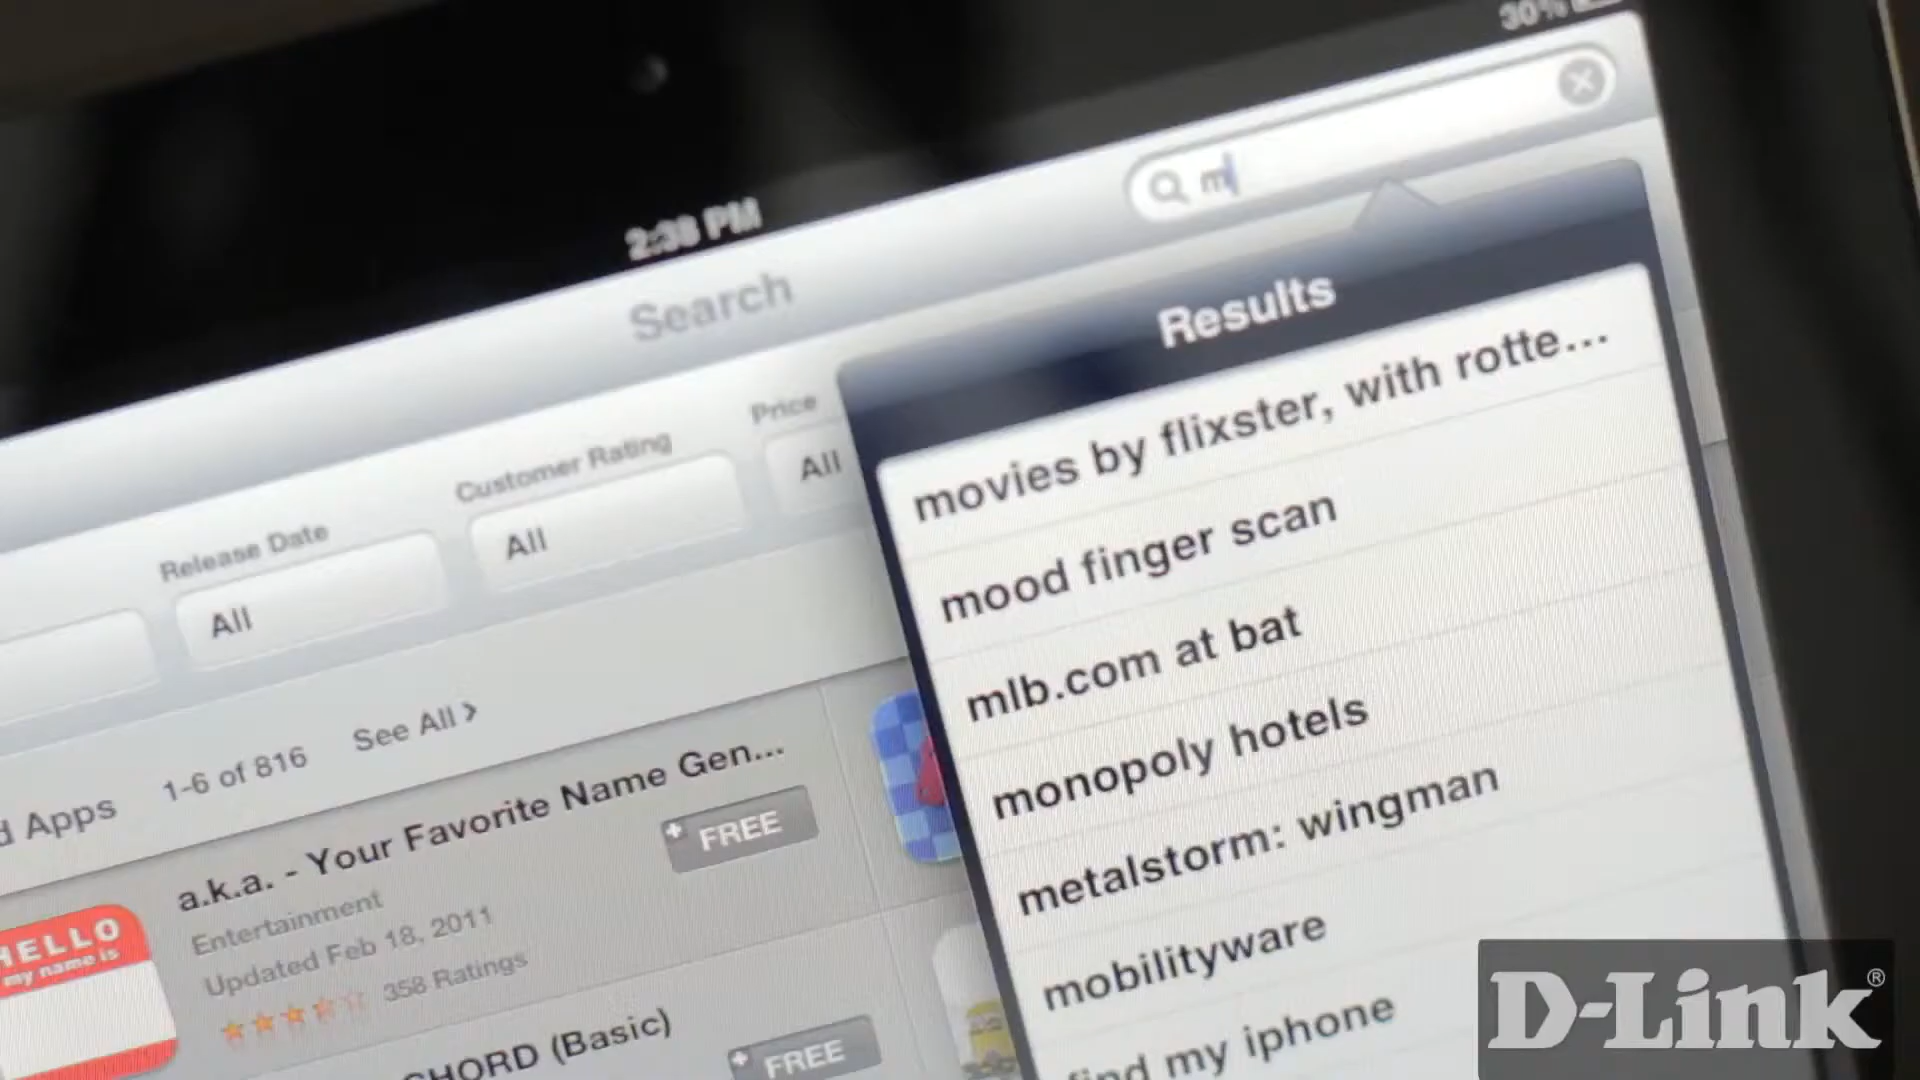 30%
m
2:38 PM
Search
Results
movies by flixster, with rotte...
Price
All
Customer Rating
All
Release Date
All
mood finger scan
mlb.com at bat
monopoly hotels
metalstorm: wingman
mobilityware
find my iphone
d Apps
1-6 of 816
See All >
a.k.a. - Your Favorite Name Gen...
FREE
Entertainment
Updated Feb 18, 2011
358 Ratings
HELLO
my name is
CHORD (Basic)
FREE
D-Link®